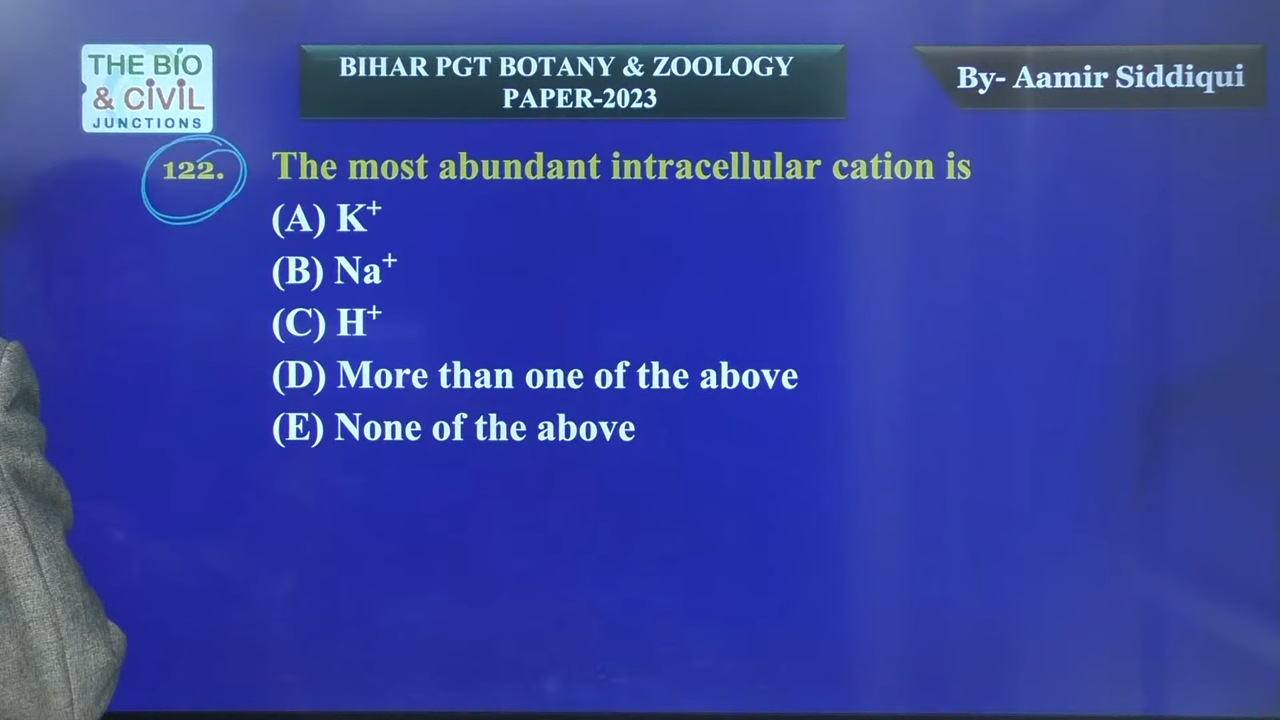 THE BIO
& CIVIL
JUNCTIONS
BIHAR PGT BOTANY & ZOOLOGY
PAPER-2023
By- Aamir Siddiqui
122. The most abundant intracellular cation is
(A) K⁺
(B) Na⁺
(C) H⁺
(D) More than one of the above
(E) None of the above